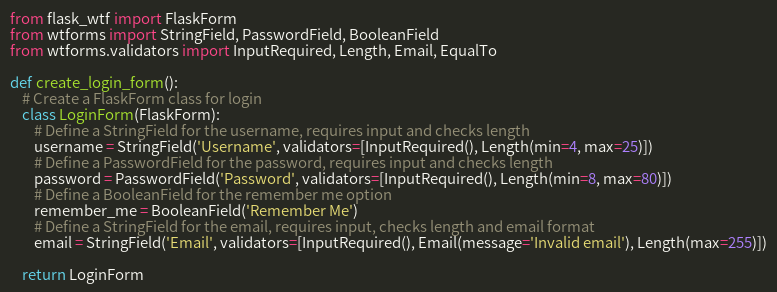 from flask_wtf import FlaskForm
from wtforms import StringField, PasswordField, BooleanField
from wtforms.validators import InputRequired, Length, Email, EqualTo

def create_login_form():
    # Create a FlaskForm class for login
    class LoginForm(FlaskForm):
        # Define a StringField for the username, requires input and checks length
        username = StringField('Username', validators=[InputRequired(), Length(min=4, max=25)])
        # Define a PasswordField for the password, requires input and checks length
        password = PasswordField('Password', validators=[InputRequired(), Length(min=8, max=80)])
        # Define a BooleanField for the remember me option
        remember_me = BooleanField('Remember Me')
        # Define a StringField for the email, requires input, checks length and email format
        email = StringField('Email', validators=[InputRequired(), Email(message='Invalid email'), Length(max=255)])

    return LoginForm